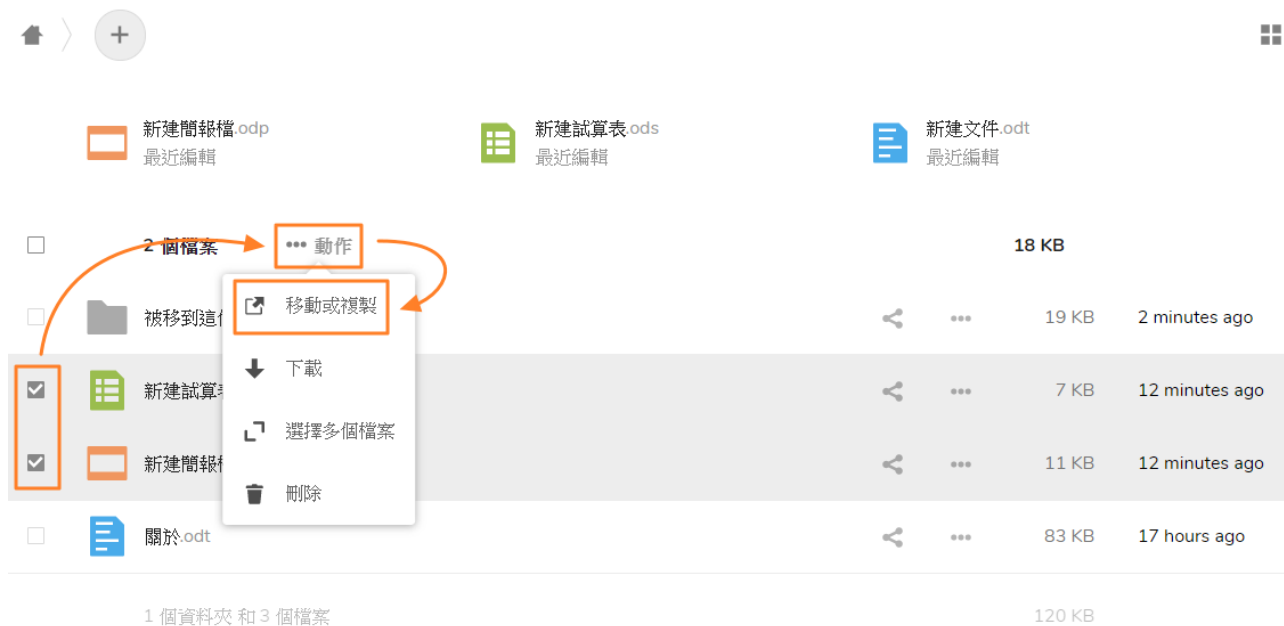 新建簡報檔.odp
最近編輯
新建試算表.ods
最近編輯
新建文件.odt
最近編輯
2 個檔案 ••• 動作 18 KB
移動或複製
被移到這 19 KB 2 minutes ago
下載
新建試算表 7 KB 12 minutes ago
選擇多個檔案
新建簡報檔 11 KB 12 minutes ago
刪除
關於.odt 83 KB 17 hours ago
1 個資料夾 和 3 個檔案 120 KB